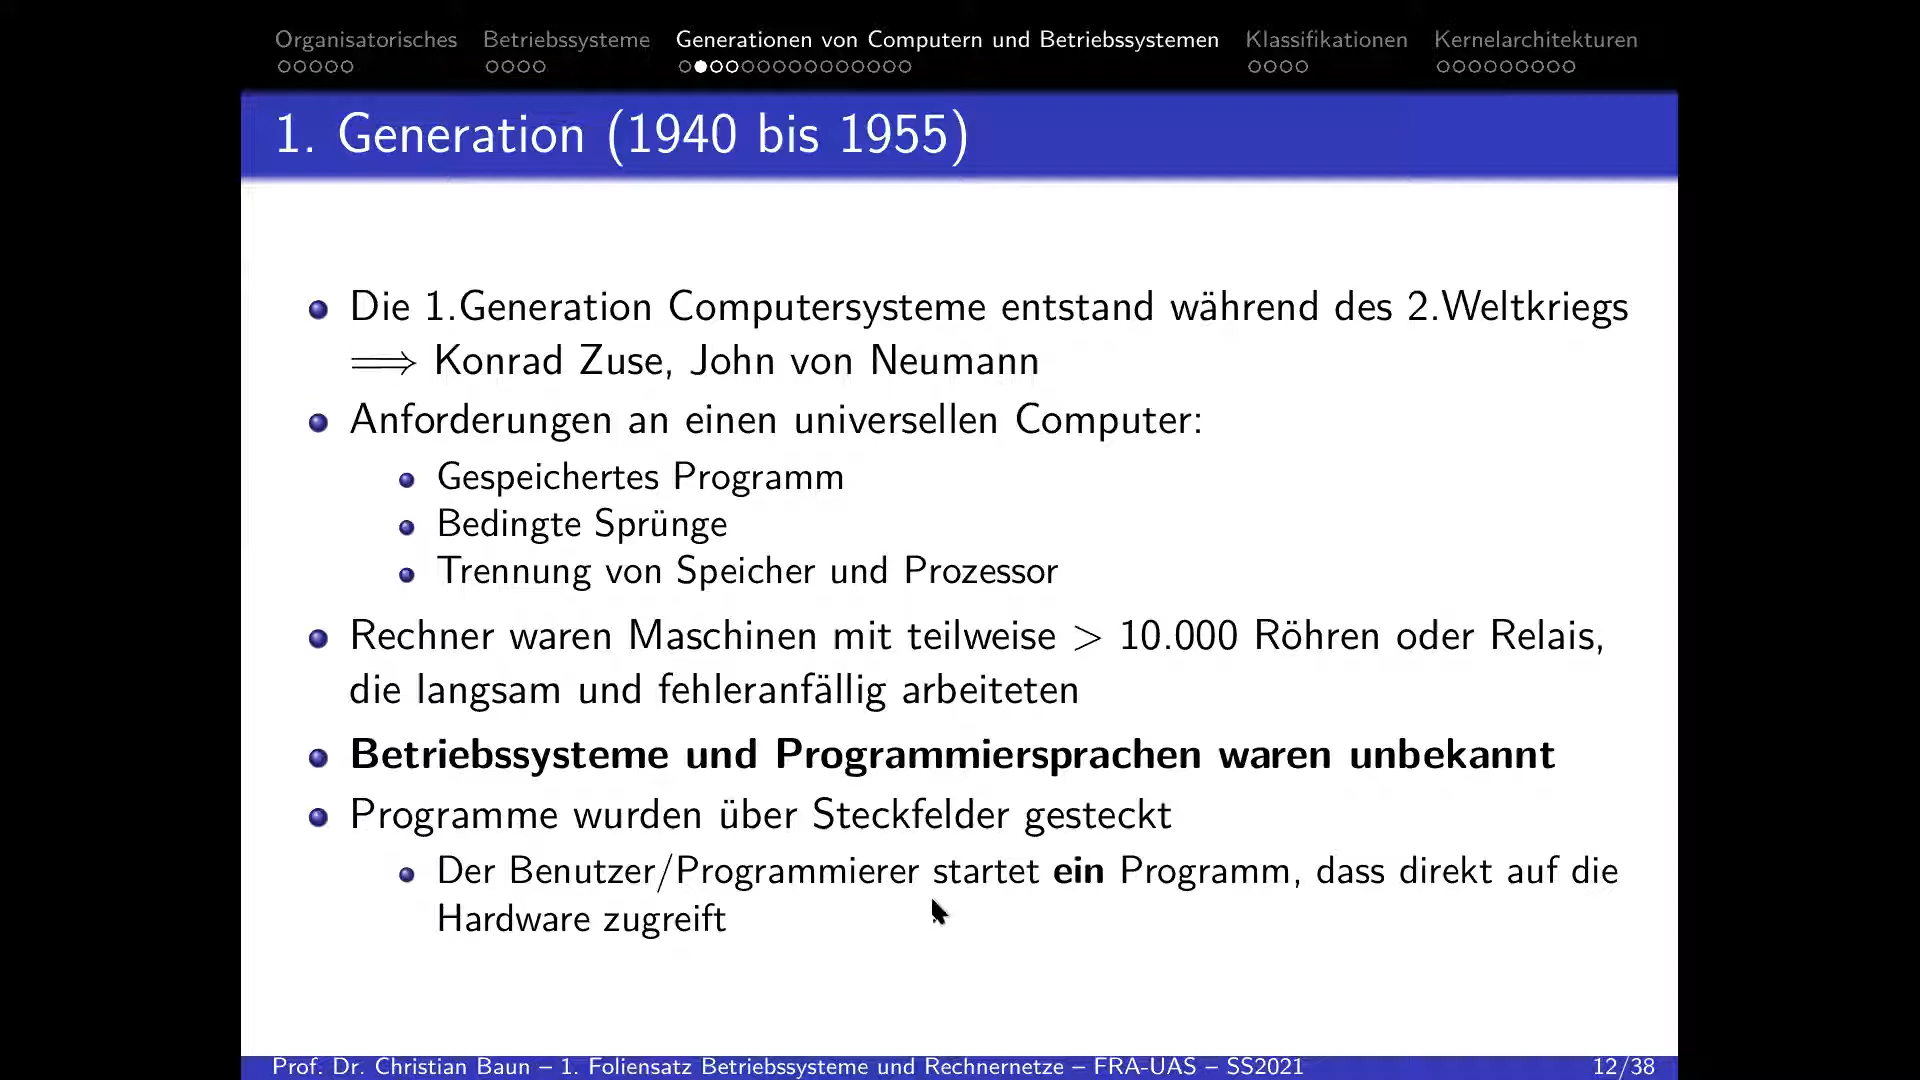 Organisatorisches Betriebssysteme Generationen von Computern und Betriebssystemen Klassifikationen Kernelarchitekturen
1. Generation (1940 bis 1955)
Die 1.Generation Computersysteme entstand während des 2.Weltkriegs
⟹ Konrad Zuse, John von Neumann
Anforderungen an einen universellen Computer:
Gespeichertes Programm
Bedingte Sprünge
Trennung von Speicher und Prozessor
Rechner waren Maschinen mit teilweise > 10.000 Röhren oder Relais,
die langsam und fehleranfällig arbeiteten
Betriebssysteme und Programmiersprachen waren unbekannt
Programme wurden über Steckfelder gesteckt
Der Benutzer/Programmierer startet ein Programm, dass direkt auf die
Hardware zugreift
Prof. Dr. Christian Baun – 1. Foliensatz Betriebssysteme und Rechnernetze – FRA-UAS – SS2021 12/38